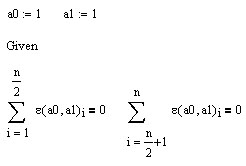 a0 := 1 a1 := 1
Given
n/2 ∑ i = 1 ε(a0,a1)i = 0 n ∑ i = n/2+1 ε(a0,a1)i = 0